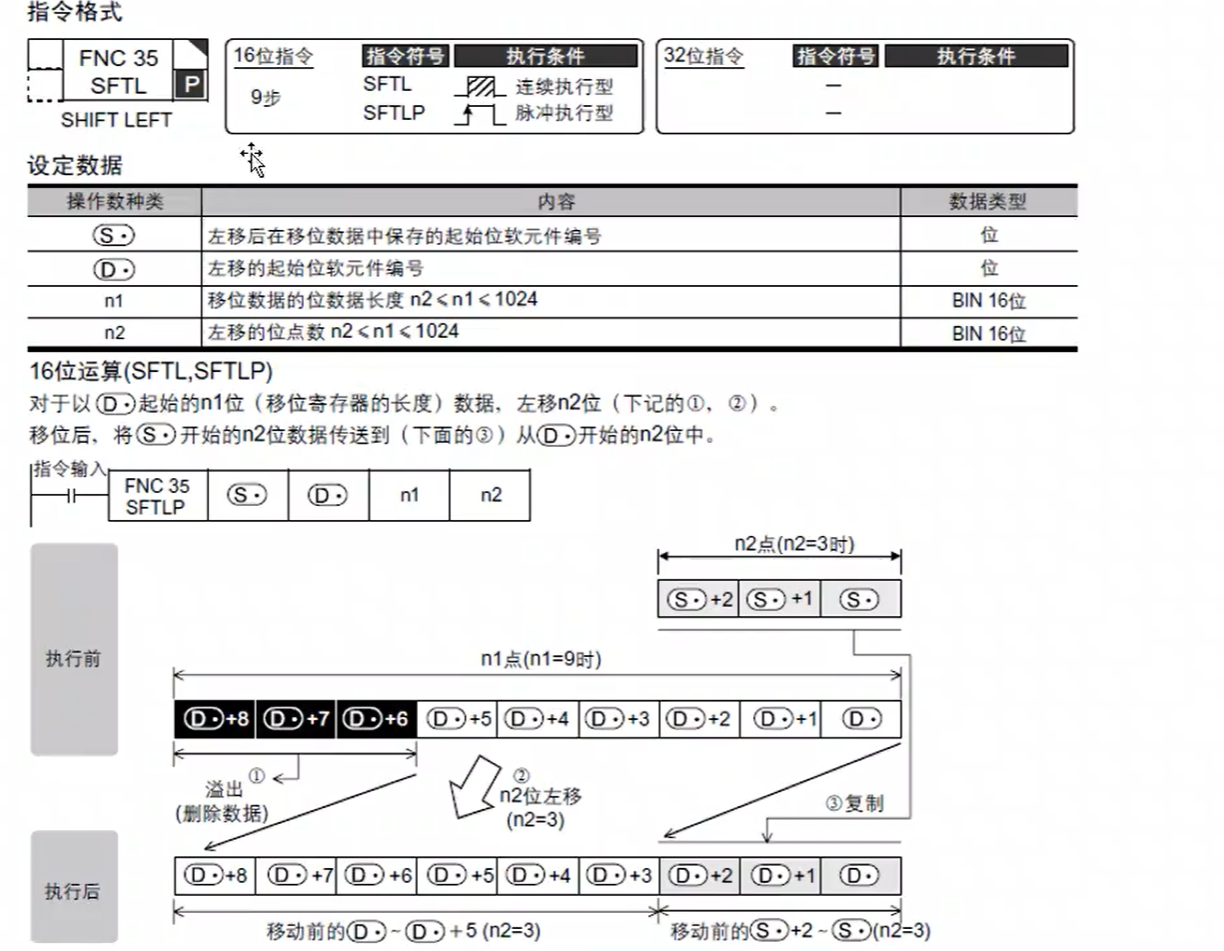 指令格式
FNC 35
SFTL
P
SHIFT LEFT
16位指令 指令符号 执行条件
9步
SFTL 连续执行型
SFTLP 脉冲执行型
32位指令 指令符号 执行条件
—
—
设定数据
操作数种类 内容 数据类型
S· 左移后在移位数据中保存的起始位软元件编号 位
D· 左移的起始位软元件编号 位
n1 移位数据的位数据长度 n2≤n1≤1024 BIN 16位
n2 左移的位点数 n2≤n1≤1024 BIN 16位
16位运算(SFTL,SFTLP)
对于以D·起始的n1位（移位寄存器的长度）数据，左移n2位（下记的①，②）。
移位后，将S·开始的n2位数据传送到（下面的③）从D·开始的n2位中。
指令输入
FNC 35
SFTLP
S· D· n1 n2
n2点(n2=3时)
S·+2 S·+1 S·
执行前
n1点(n1=9时)
D·+8 D·+7 D·+6 D·+5 D·+4 D·+3 D·+2 D·+1 D·
①
溢出
(删除数据)
②
n2位左移
(n2=3)
③复制
执行后
D·+8 D·+7 D·+6 D·+5 D·+4 D·+3 D·+2 D·+1 D·
移动前的D·~D·+5 (n2=3) 移动前的S·+2~S·(n2=3)